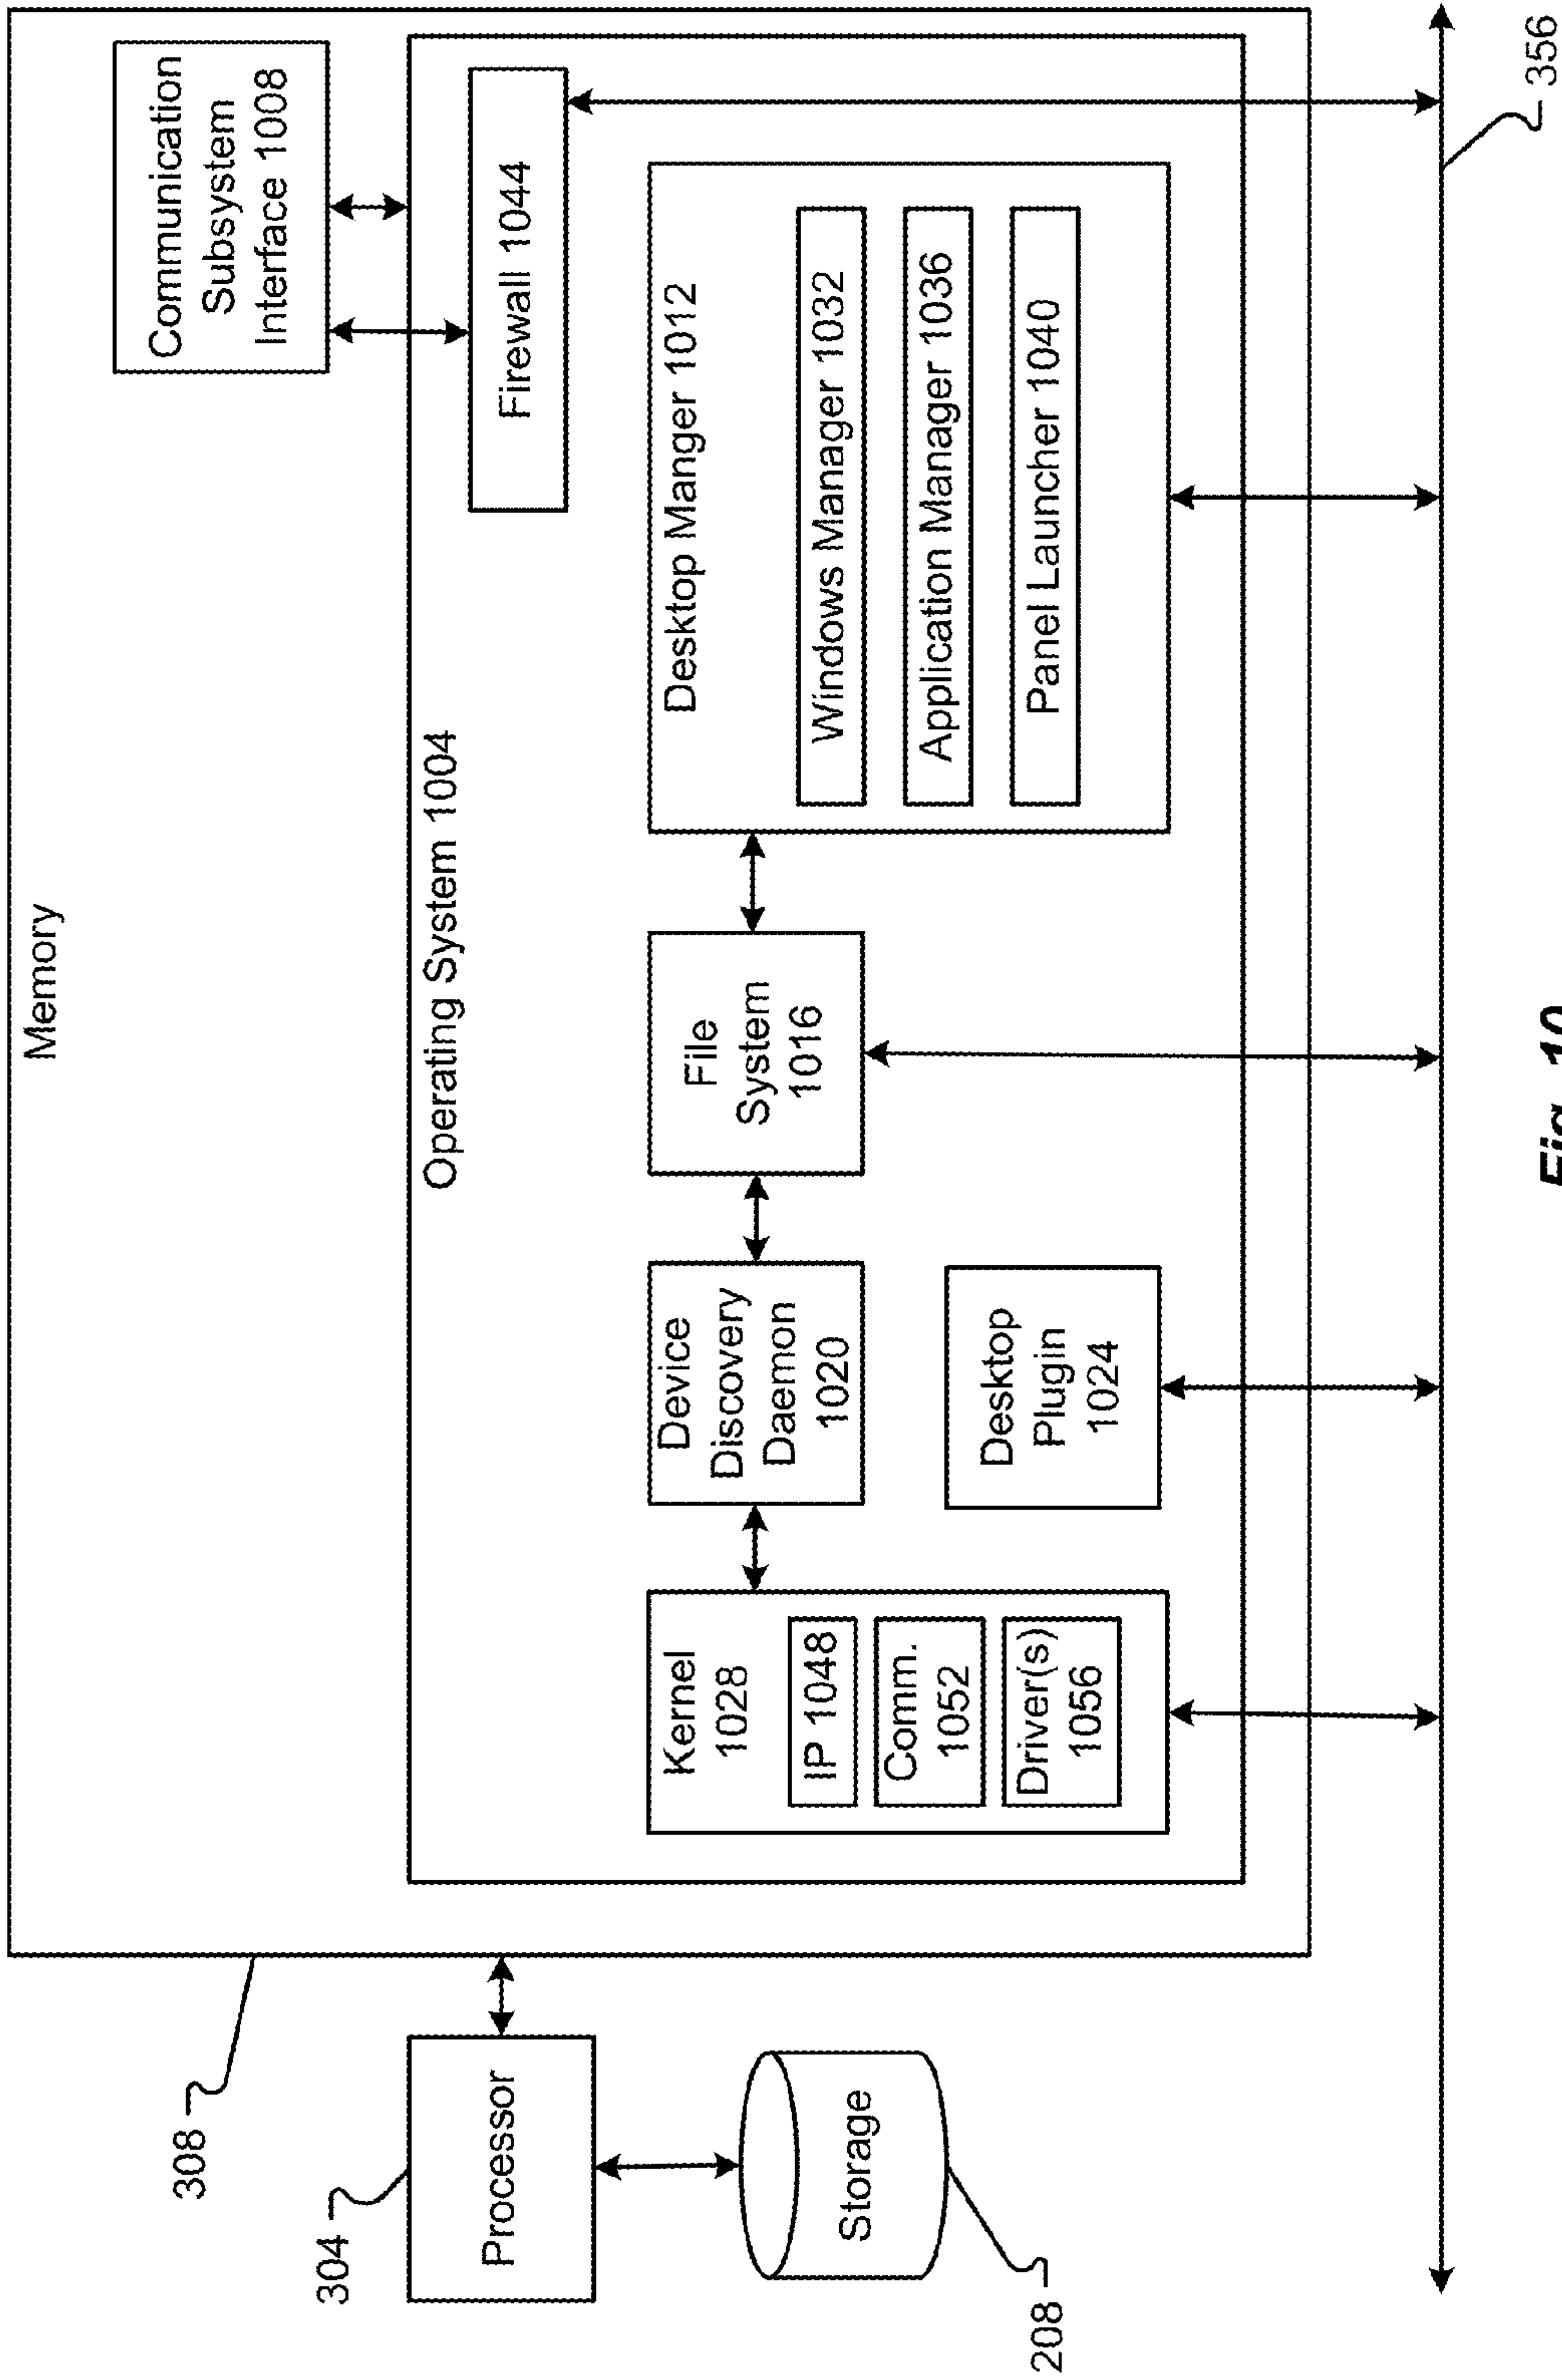 Memory
Communication
Subsystem
Interface 1008
Operating System 1004
Firewall 1044
308
304
Processor
Storage
208
Kernel
1028
IP 1048
Comm.
1052
Driver(s)
1056
Device
Discovery
Daemon
1020
Desktop
Plugin
1024
File
System
1016
Desktop Manger 1012
Windows Manager 1032
Application Manager 1036
Panel Launcher 1040
356
Fig. 10